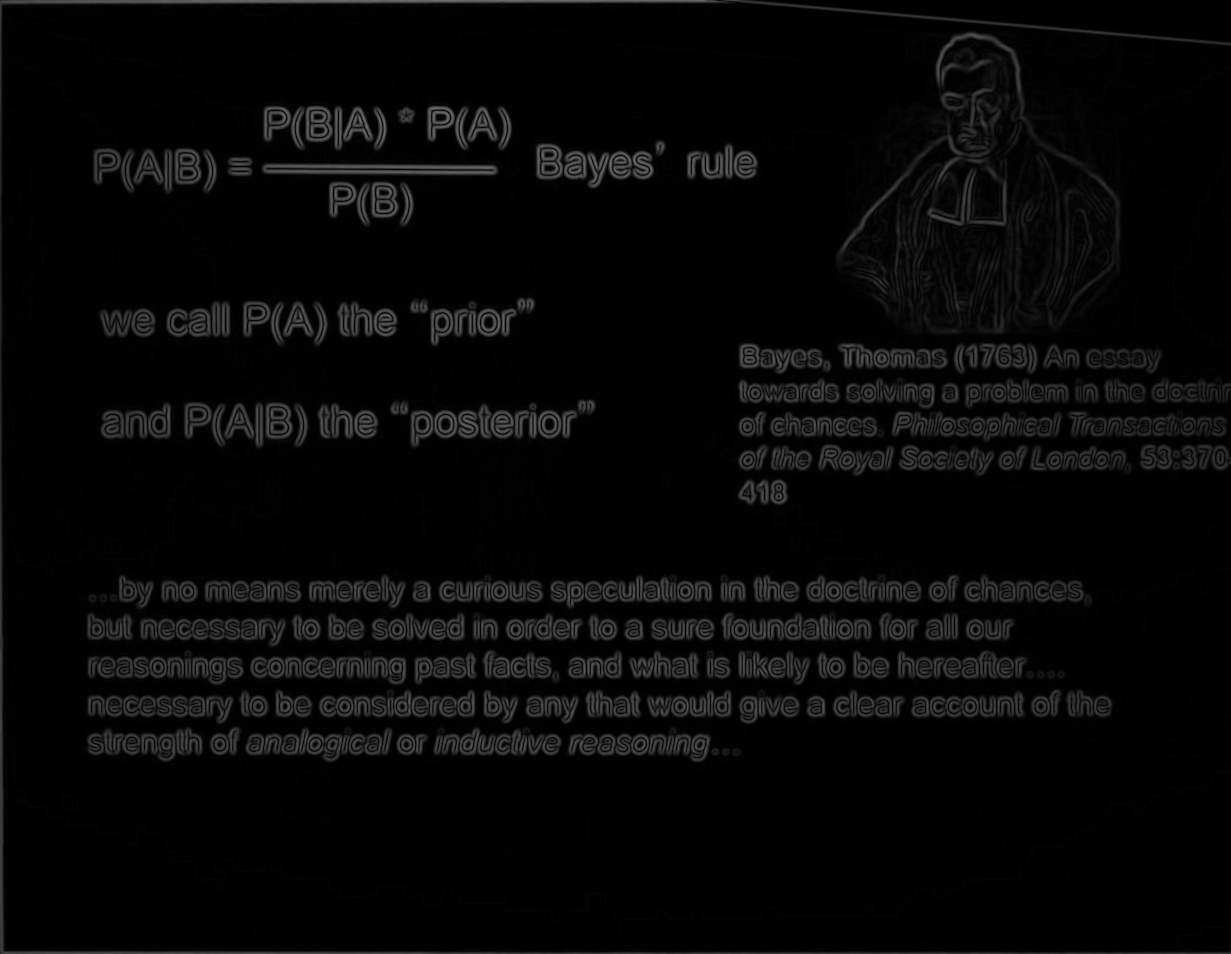 P(B|A) * P(A)
P(A|B) = Bayes’ rule
P(B)
we call P(A) the “prior”
and P(A|B) the “posterior”
Bayes, Thomas (1763) An essay
towards solving a problem in the
of chances. Philosophical Transactions
of the Royal Society of London, 53:370
418
…by no means merely a curious speculation in the doctrine of chances,
but necessary to be solved in order to a sure foundation for all our
reasonings concerning past facts, and what is likely to be hereafter….
necessary to be considered by any that would give a clear account of the
strength of analogical or inductive reasoning…